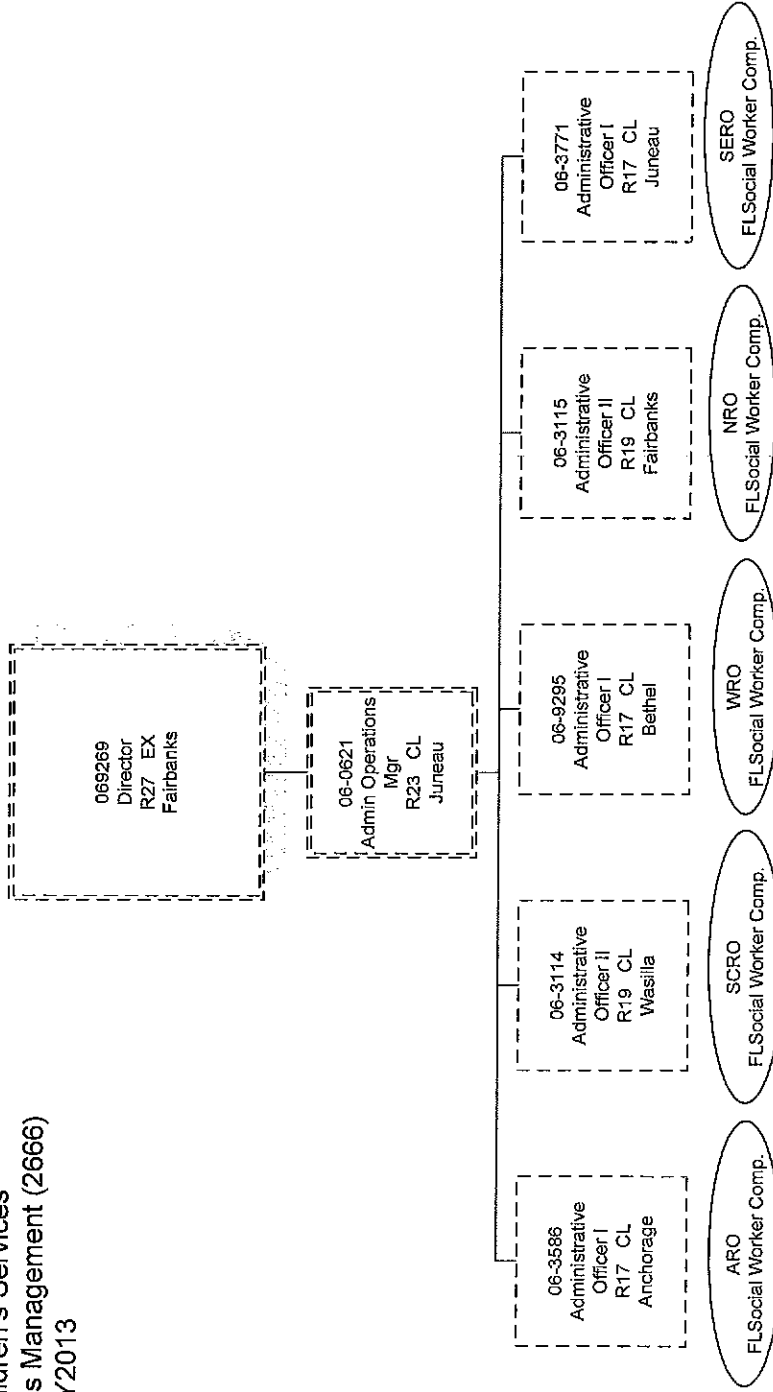 ldren's Services
s Management (2666)
Y2013
069269
Director
R27 EX
Fairbanks
06-0621
Admin Operations
Mgr
R23 CL
Juneau
06-3586
Administrative
Officer I
R17 CL
Anchorage
06-3114
Administrative
Officer II
R19 CL
Wasilla
06-9295
Administrative
Officer I
R17 CL
Bethel
06-3115
Administrative
Officer II
R19 CL
Fairbanks
06-3771
Administrative
Officer I
R17 CL
Juneau
ARO
FLSocial Worker Comp.
SCRO
FLSocial Worker Comp.
WRO
FLSocial Worker Comp.
NRO
FLSocial Worker Comp.
SERO
FLSocial Worker Comp.